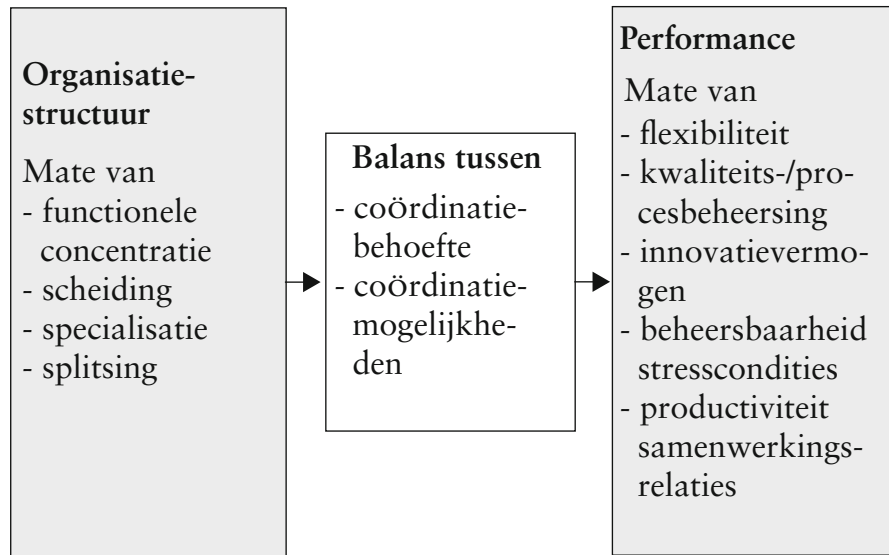 Organisatie-
structuur
Mate van
- functionele
concentratie
- scheiding
- specialisatie
- splitsing
Balans tussen
- coördinatie-
behoefte
- coördinatie-
mogelijkhe-
den
Performance
Mate van
- flexibiliteit
- kwaliteits-/pro-
cesbeheersing
- innovatievermo-
gen
- beheersbaarheid
stresscondities
- productiviteit
samenwerkings-
relaties